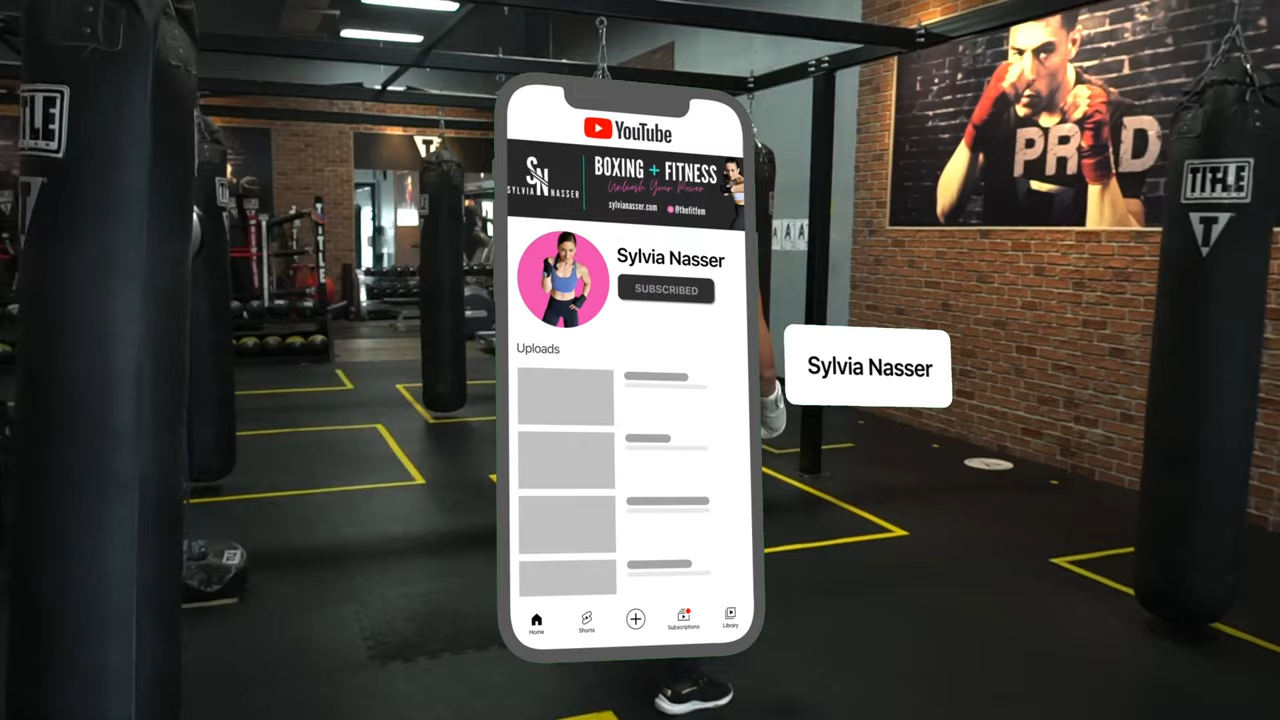 TLE
YouTube
SN
SYLVIA NASSER
BOXING + FITNESS
Unleash Your Power
sylvianasser.com @thefitfem
Sylvia Nasser
SUBSCRIBED
Uploads
Home
Shorts
Subscriptions
Library
Sylvia Nasser
PR D
TITLE
T
A A A